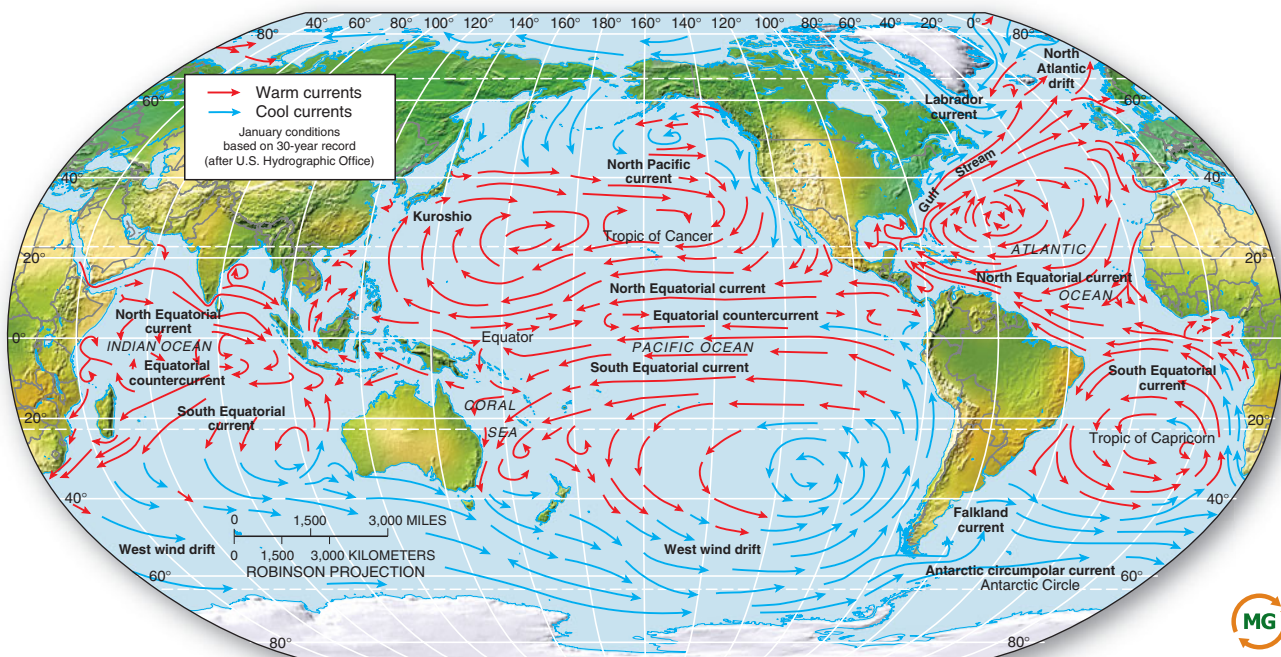 40° 60° 80° 100° 120° 140° 160° 180° 160° 140° 120° 100° 80° 60° 40° 20° 0°
80°
80°
North
Atlantic
drift
Warm currents
Cool currents
January conditions
based on 30-year record
(after U.S. Hydrographic Office)
60°
60°
Labrador
current
North Pacific
current
Gulf Stream
40°
40°
Kuroshio
Tropic of Cancer
ATLANTIC
OCEAN
20°
20°
North Equatorial current
North Equatorial current
North Equatorial
current
Equatorial countercurrent
Equator
0°
0°
INDIAN OCEAN
PACIFIC OCEAN
Equatorial
countercurrent
South Equatorial current
South Equatorial
current
CORAL
SEA
South Equatorial
current
20°
20°
Tropic of Capricorn
40°
40°
0 1,500 3,000 MILES
0 1,500 3,000 KILOMETERS
ROBINSON PROJECTION
Falkland
current
West wind drift
West wind drift
Antarctic circumpolar current
Antarctic Circle
60°
60°
80°
80°
MG